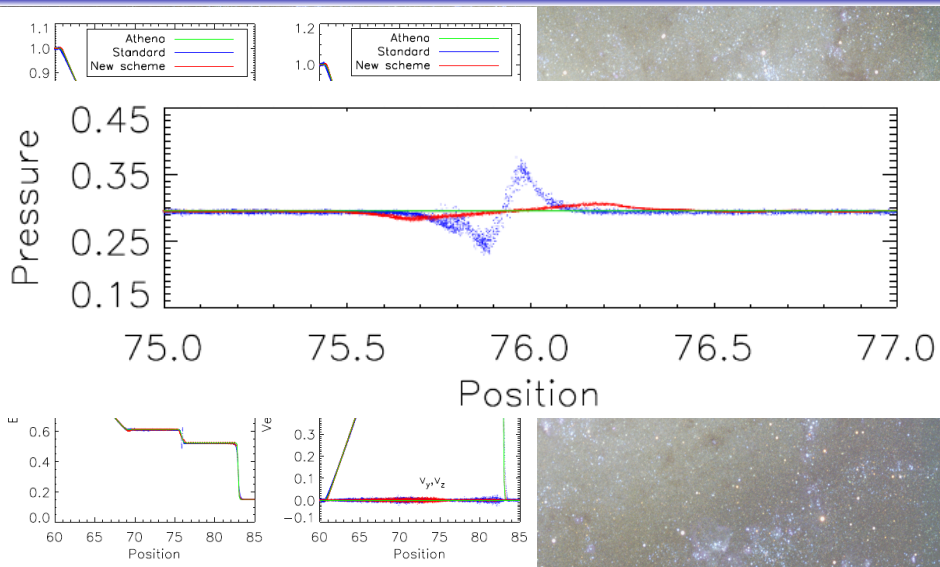 1.1
1.0
0.9
Athena
Standard
New scheme
1.2
1.0
Athena
Standard
New scheme
Pressure
0.45
0.35
0.25
0.15
75.0 75.5 76.0 76.5 77.0
Position
0.6
0.4
0.2
0.0
60 65 70 75 80 85
Position
Ve
0.3
0.2
0.1
0.0
−0.1
v_y,v_z
60 65 70 75 80 85
Position